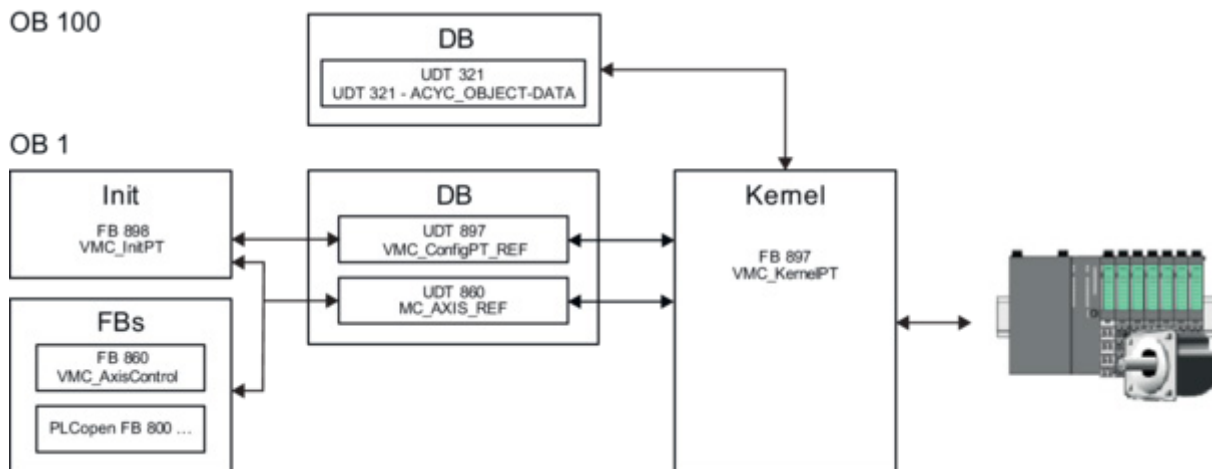 OB 100
DB
UDT 321
UDT 321 - ACYC_OBJECT-DATA
OB 1
Init
FB 898
VMC_InitPT
DB
UDT 897
VMC_ConfigPT_REF
UDT 860
MC_AXIS_REF
Kernel
FB 897
VMC_KernelPT
FBs
FB 860
VMC_AxisControl
PLCopen FB 800 ...